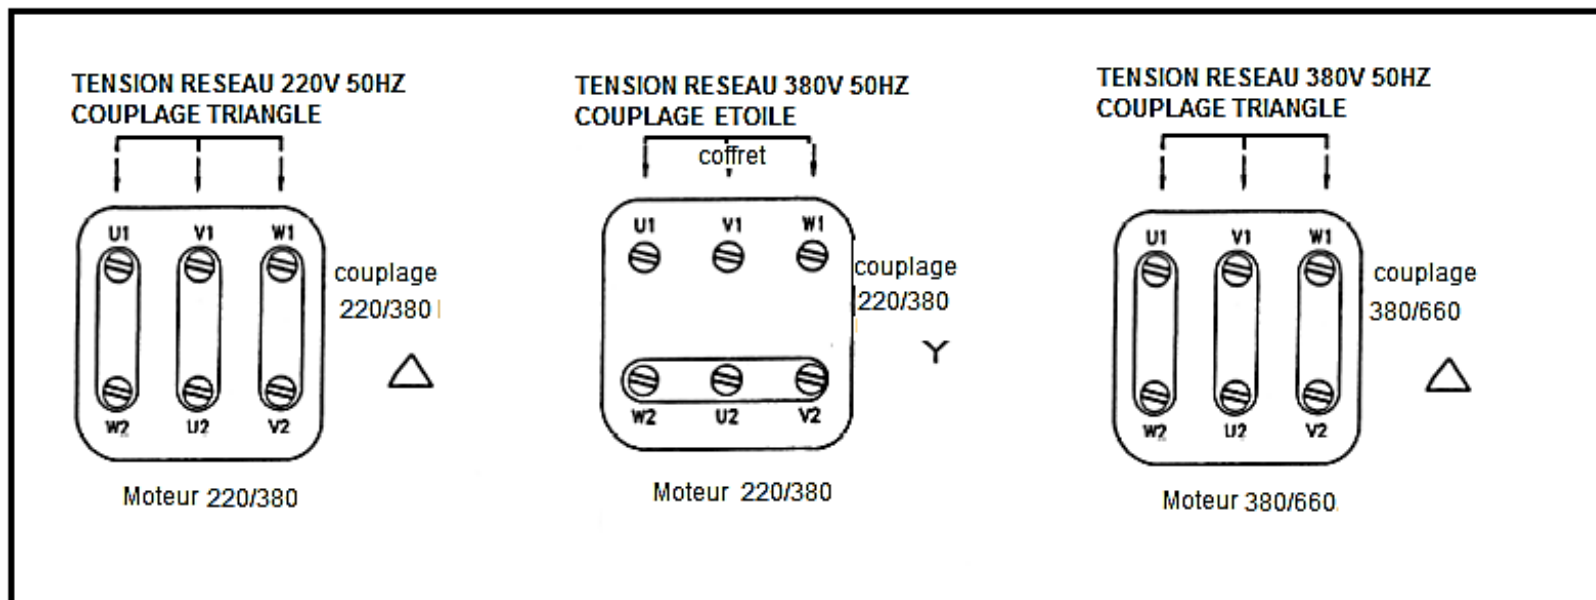 TENSION RESEAU 220V 50HZ
COUPLAGE TRIANGLE
U1 V1 W1
couplage
220/380
W2 U2 V2
Moteur 220/380
TENSION RESEAU 380V 50HZ
COUPLAGE ETOILE
coffret
U1 V1 W1
couplage
220/380
Y
W2 U2 V2
Moteur 220/380
TENSION RESEAU 380V 50HZ
COUPLAGE TRIANGLE
U1 V1 W1
couplage
380/660
W2 U2 V2
Moteur 380/660